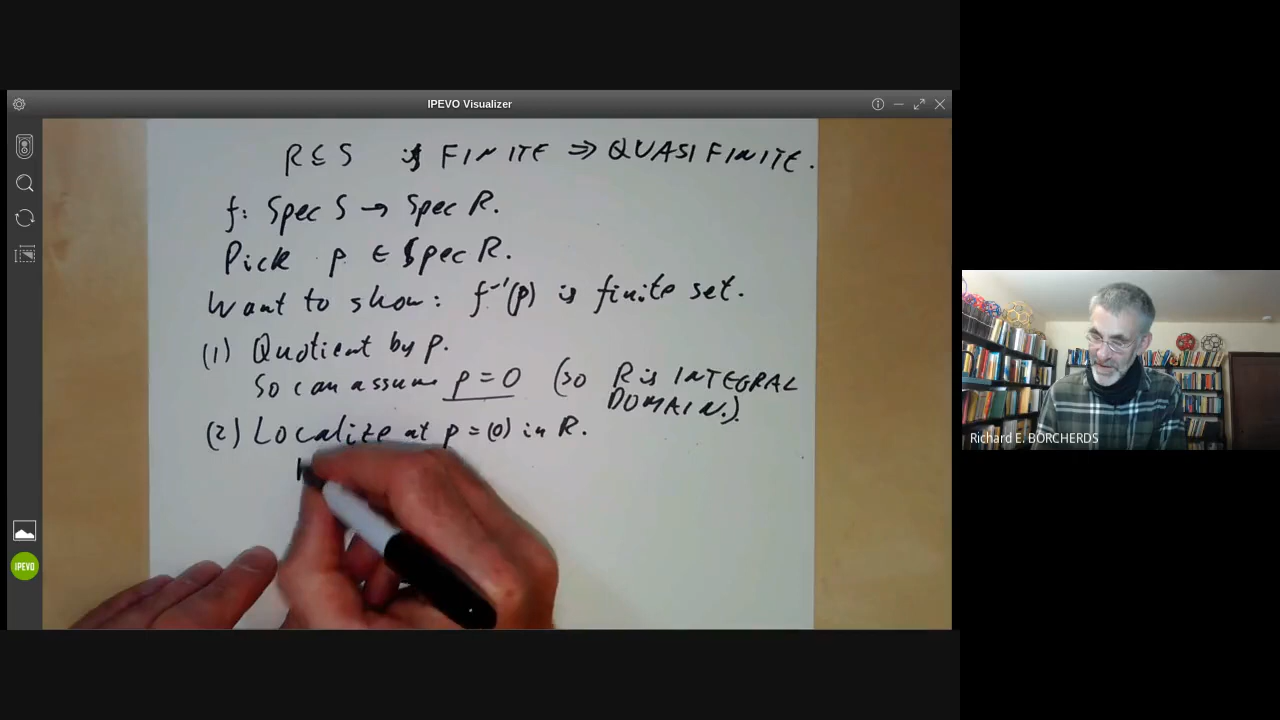 IPEVO Visualizer
R ⊆ S is FINITE ⇒ QUASI FINITE.
f: Spec S → Spec R.
Pick p ∈ Spec R.
Want to show: f⁻¹(p) is finite set.
(1) Quotient by p.
So can assume p = 0 (so R is INTEGRAL DOMAIN.)
(2) Localize at p = (0) in R.
IPEVO
Richard E. BORCHERDS